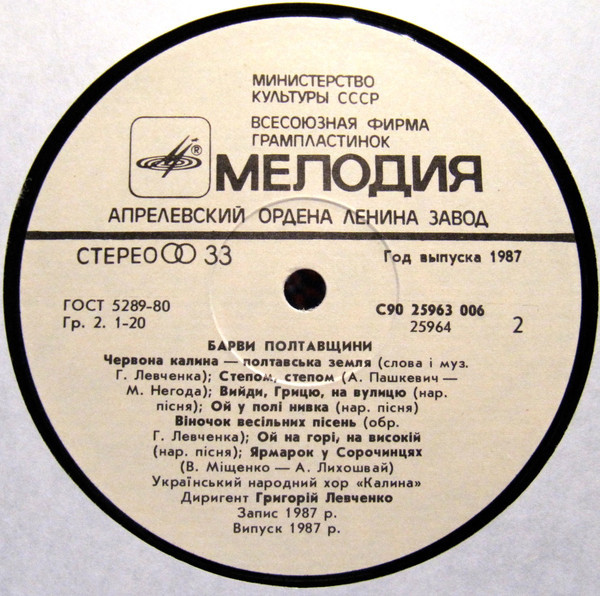 МИНИСТЕРСТВО
КУЛЬТУРЫ СССР
ВСЕСОЮЗНАЯ ФИРМА
ГРАМПЛАСТИНОК
®
МЕЛОДИЯ
АПРЕЛЕВСКИЙ ОРДЕНА ЛЕНИНА ЗАВОД
СТЕРЕО 33
Год выпуска 1987
ГОСТ 5289-80
Гр. 2. 1-20
С90 25963 006
25964
2
БАРВИ ПОЛТАВЩИНИ
Червона калина — полтавська земля (слова і муз.
Г. Левченка); Степом, степом (А. Пашкевич —
М. Негода); Вийди, Грицю, на вулицю (нар.
пісня); Ой у полі нивка (нар. пісня)
Віночок весільних пісень (обр.
Г. Левченка); Ой на горі, на високій
(нар. пісня); Ярмарок у Сорочинцях
(В. Міщенко — А. Лихошвай)
Український народний хор «Калина»
Диригент Григорій Левченко
Запис 1987 р.
Випуск 1987 р.